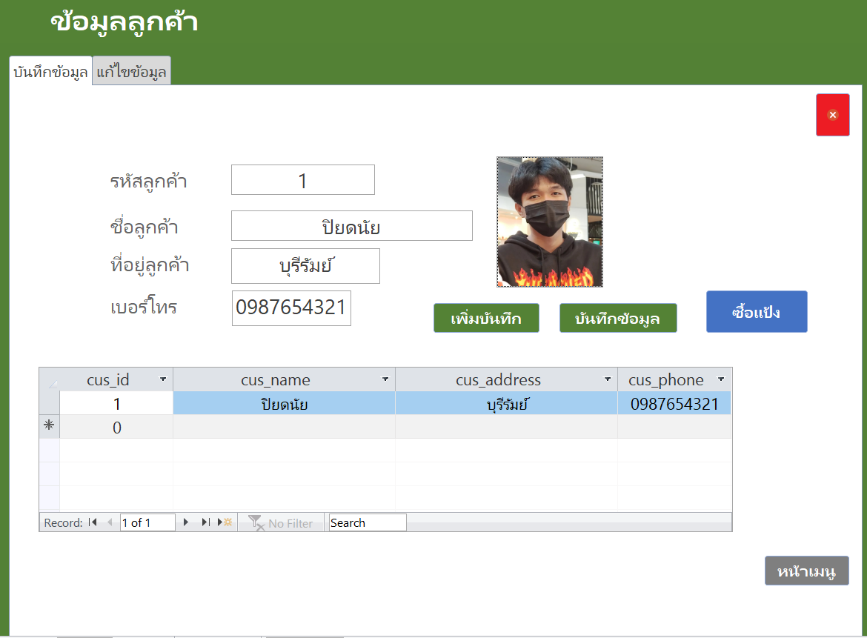 ข้อมูลลูกค้า
บันทึกข้อมูล แก้ไขข้อมูล
รหัสลูกค้า 1
ชื่อลูกค้า ปิยดนัย
ที่อยู่ลูกค้า บุรีรัมย์
เบอร์โทร 0987654321
เพิ่มบันทึก บันทึกข้อมูล ซื้อแป้ง
cus_id cus_name cus_address cus_phone
1 ปิยดนัย บุรีรัมย์ 0987654321
* 0
Record: 1 of 1 No Filter Search
หน้าเมนู